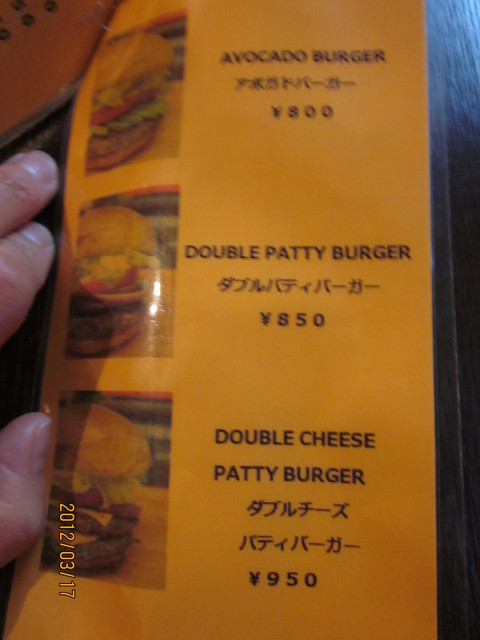 AVOCADO BURGER
アボガドバーガー
¥800
DOUBLE PATTY BURGER
ダブルパティバーガー
¥850
DOUBLE CHEESE
PATTY BURGER
ダブルチーズ
パティバーガー
¥950
2012/03/17